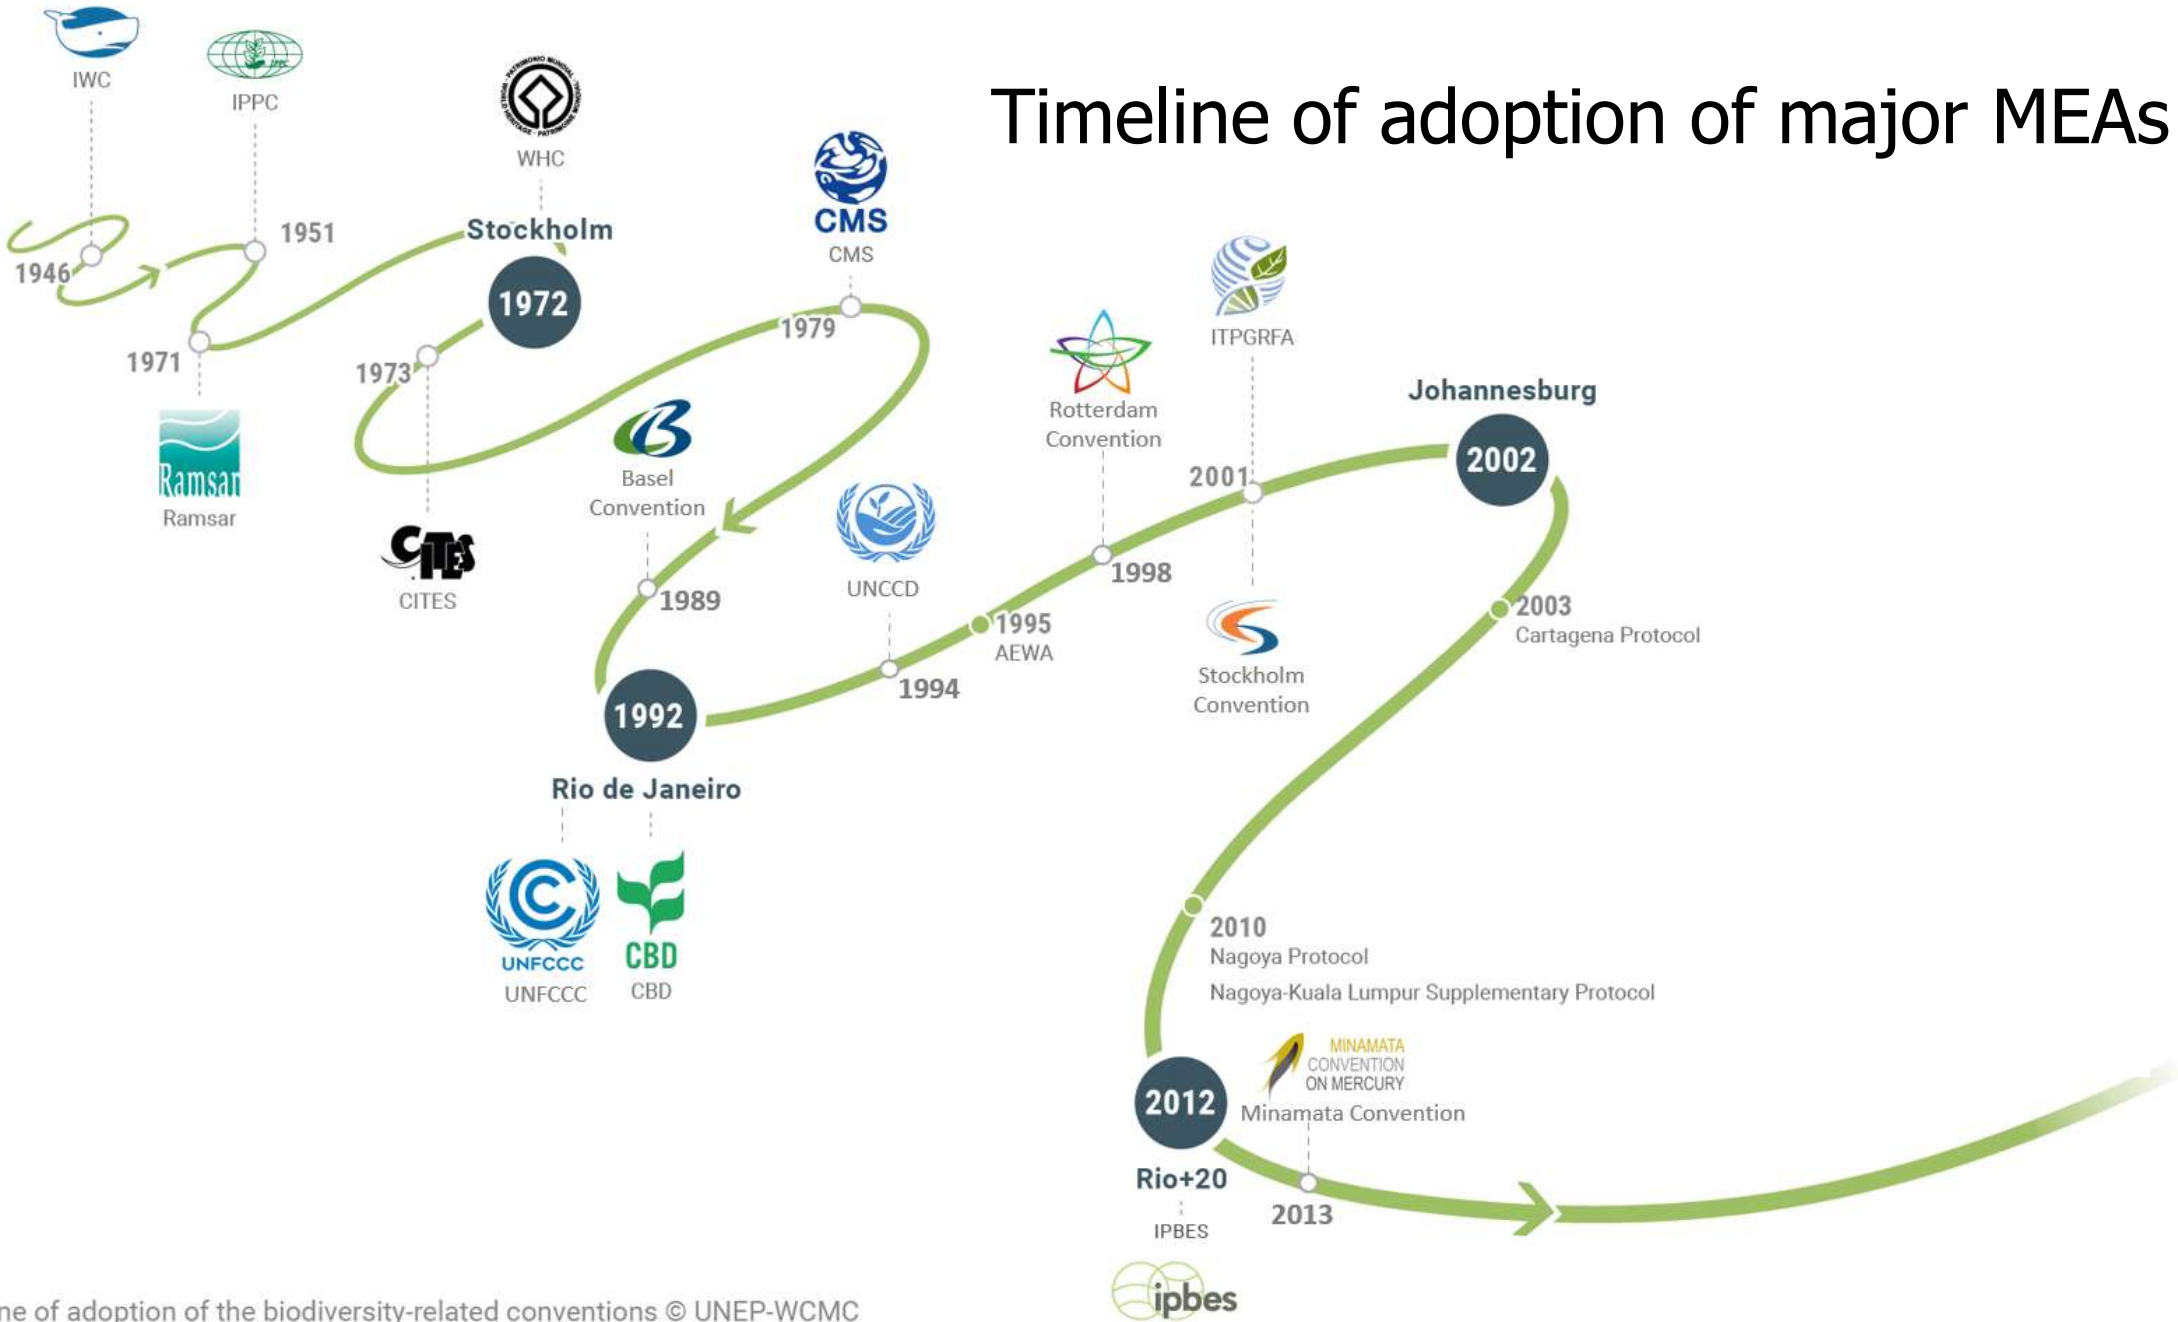 Timeline of adoption of major MEAs
IWC
IPPC
IPPC
WHC
1946
1951
1971
Ramsar
Ramsar
Stockholm
1972
1973
CITES
CITES
CMS
CMS
1979
Basel
Convention
1989
1992
Rio de Janeiro
UNFCCC
UNFCCC
CBD
CBD
UNCCD
1994
1995
AEWA
Rotterdam
Convention
1998
ITPGRFA
2001
Stockholm
Convention
Johannesburg
2002
2003
Cartagena Protocol
2010
Nagoya Protocol
Nagoya-Kuala Lumpur Supplementary Protocol
2012
Rio+20
IPBES
ipbes
MINAMATA
CONVENTION
ON MERCURY
Minamata Convention
2013
of adoption of the biodiversity-related conventions © UNEP-WCMC